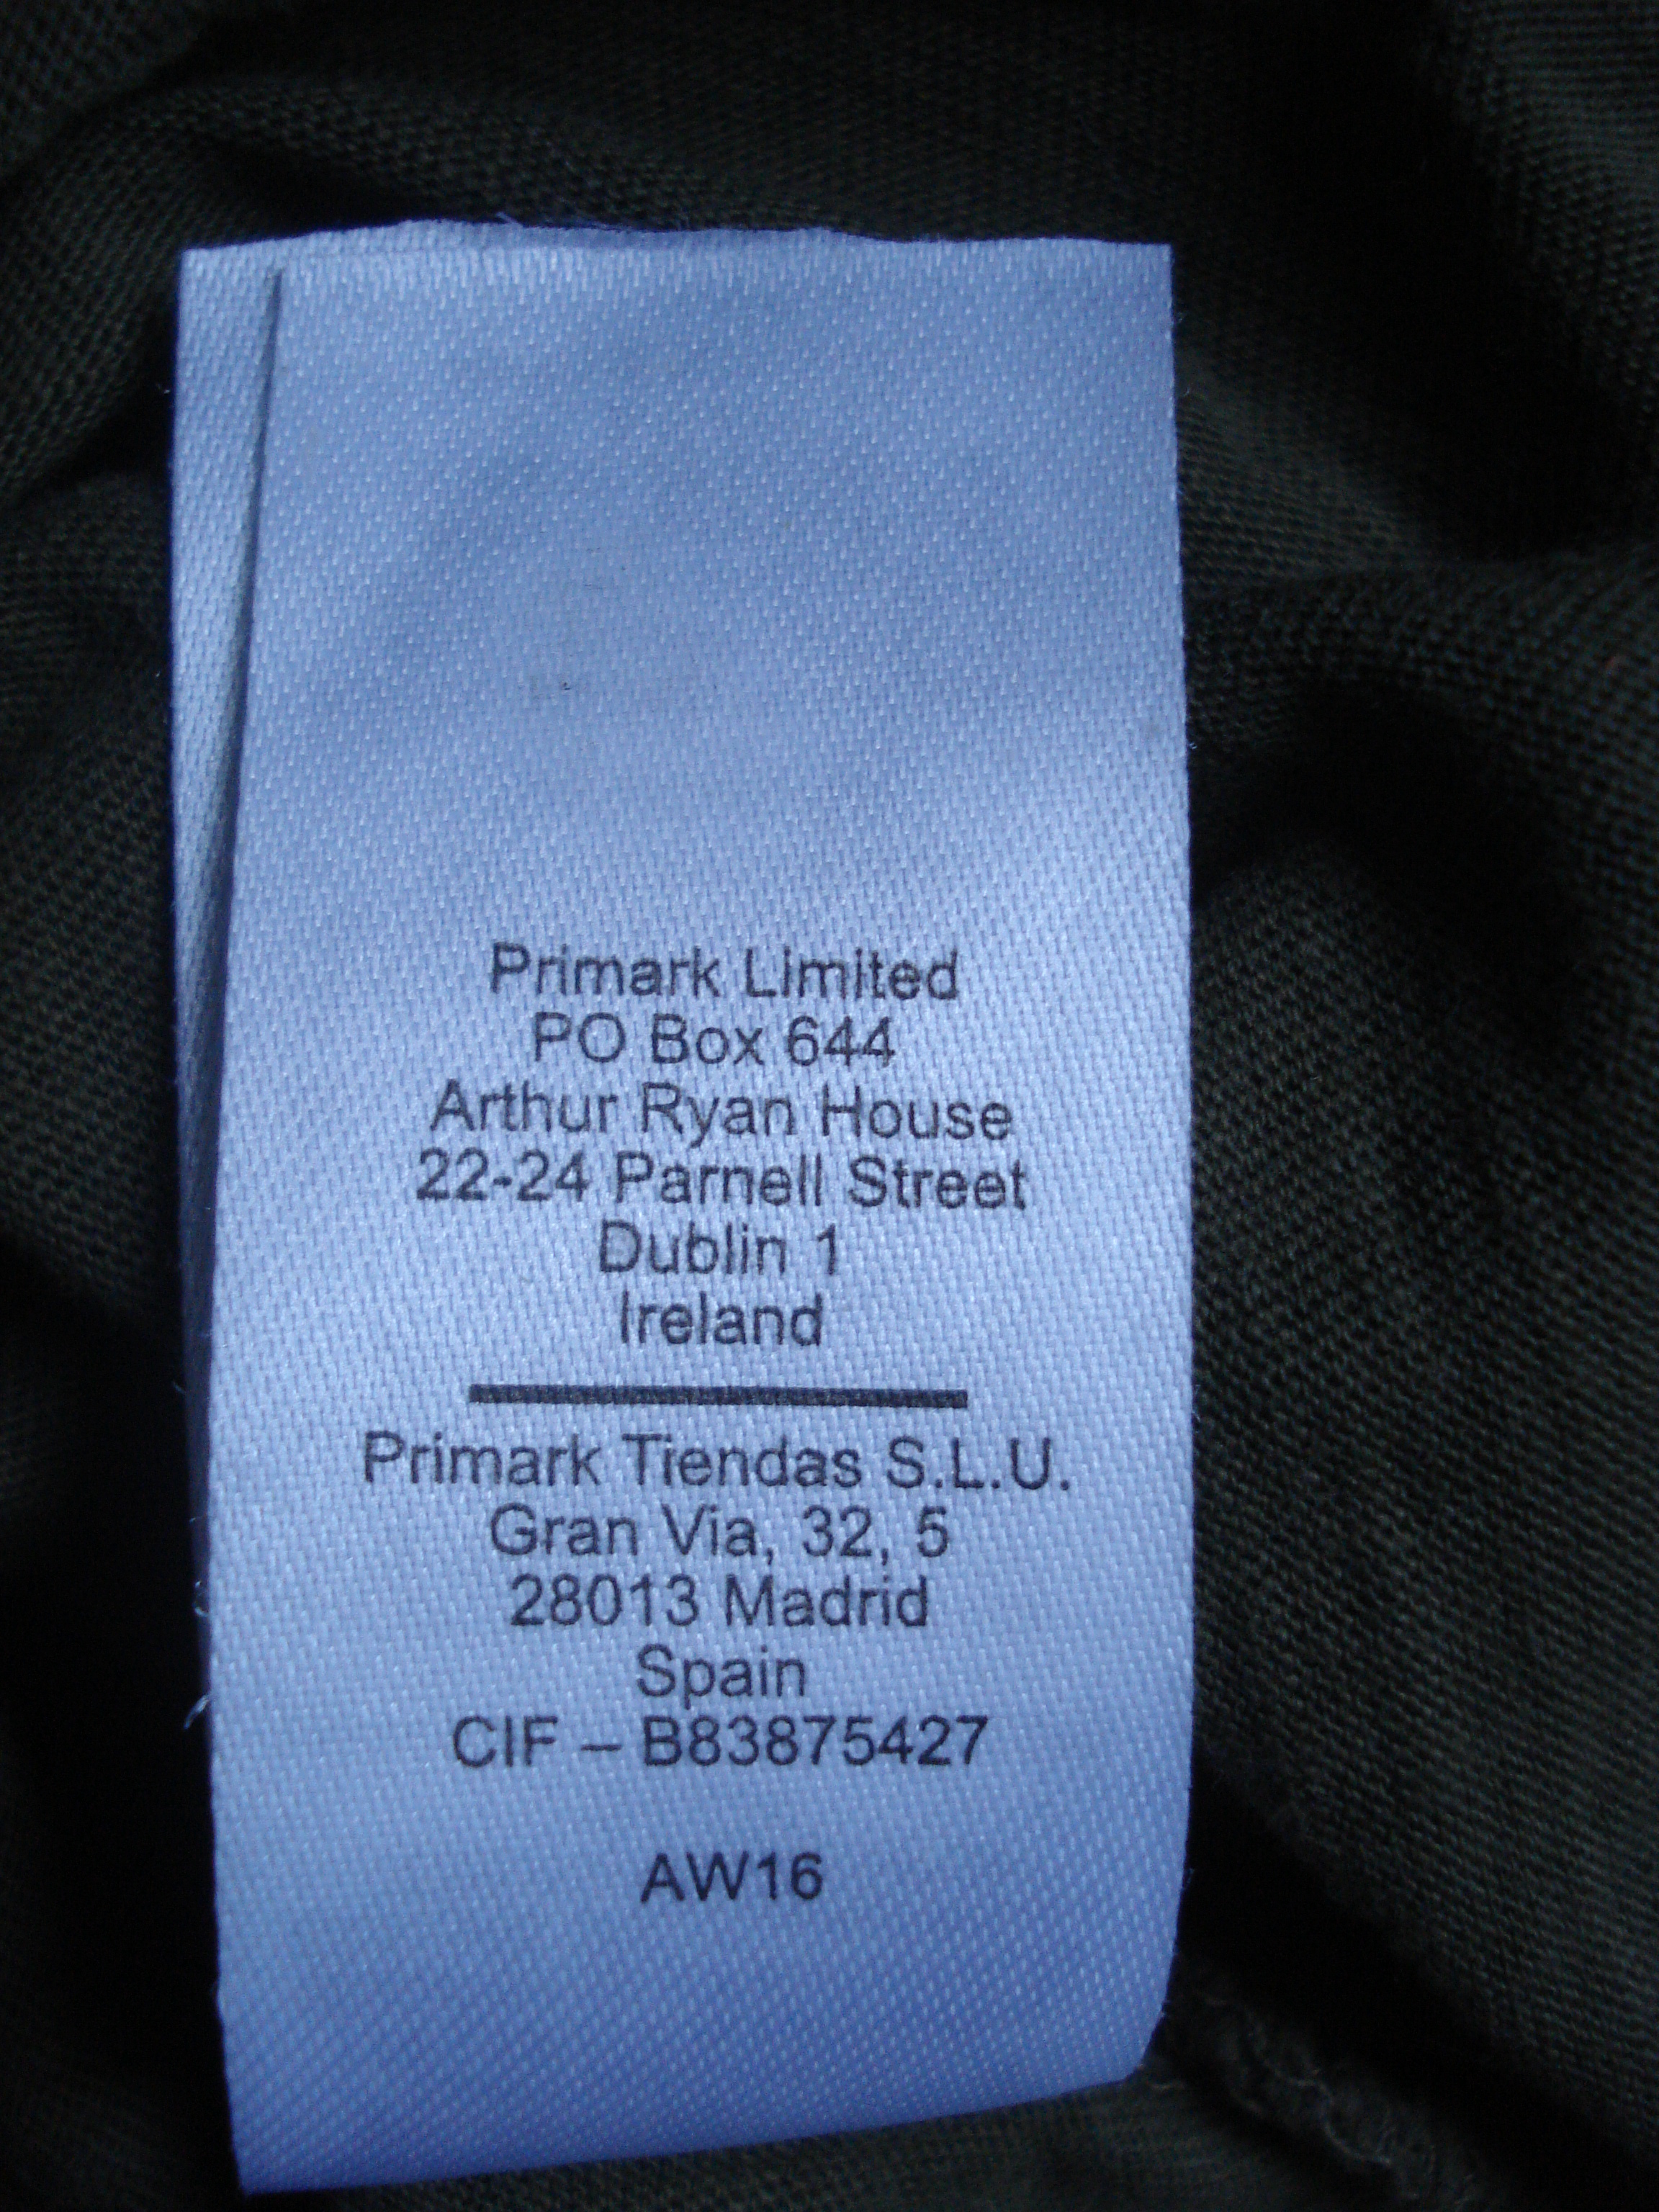 Primark Limited
PO Box 644
Arthur Ryan House
22-24 Parnell Street
Dublin 1
Ireland
Primark Tiendas S.L.U.
Gran Via, 32, 5
28013 Madrid
Spain
CIF – B83875427
AW16